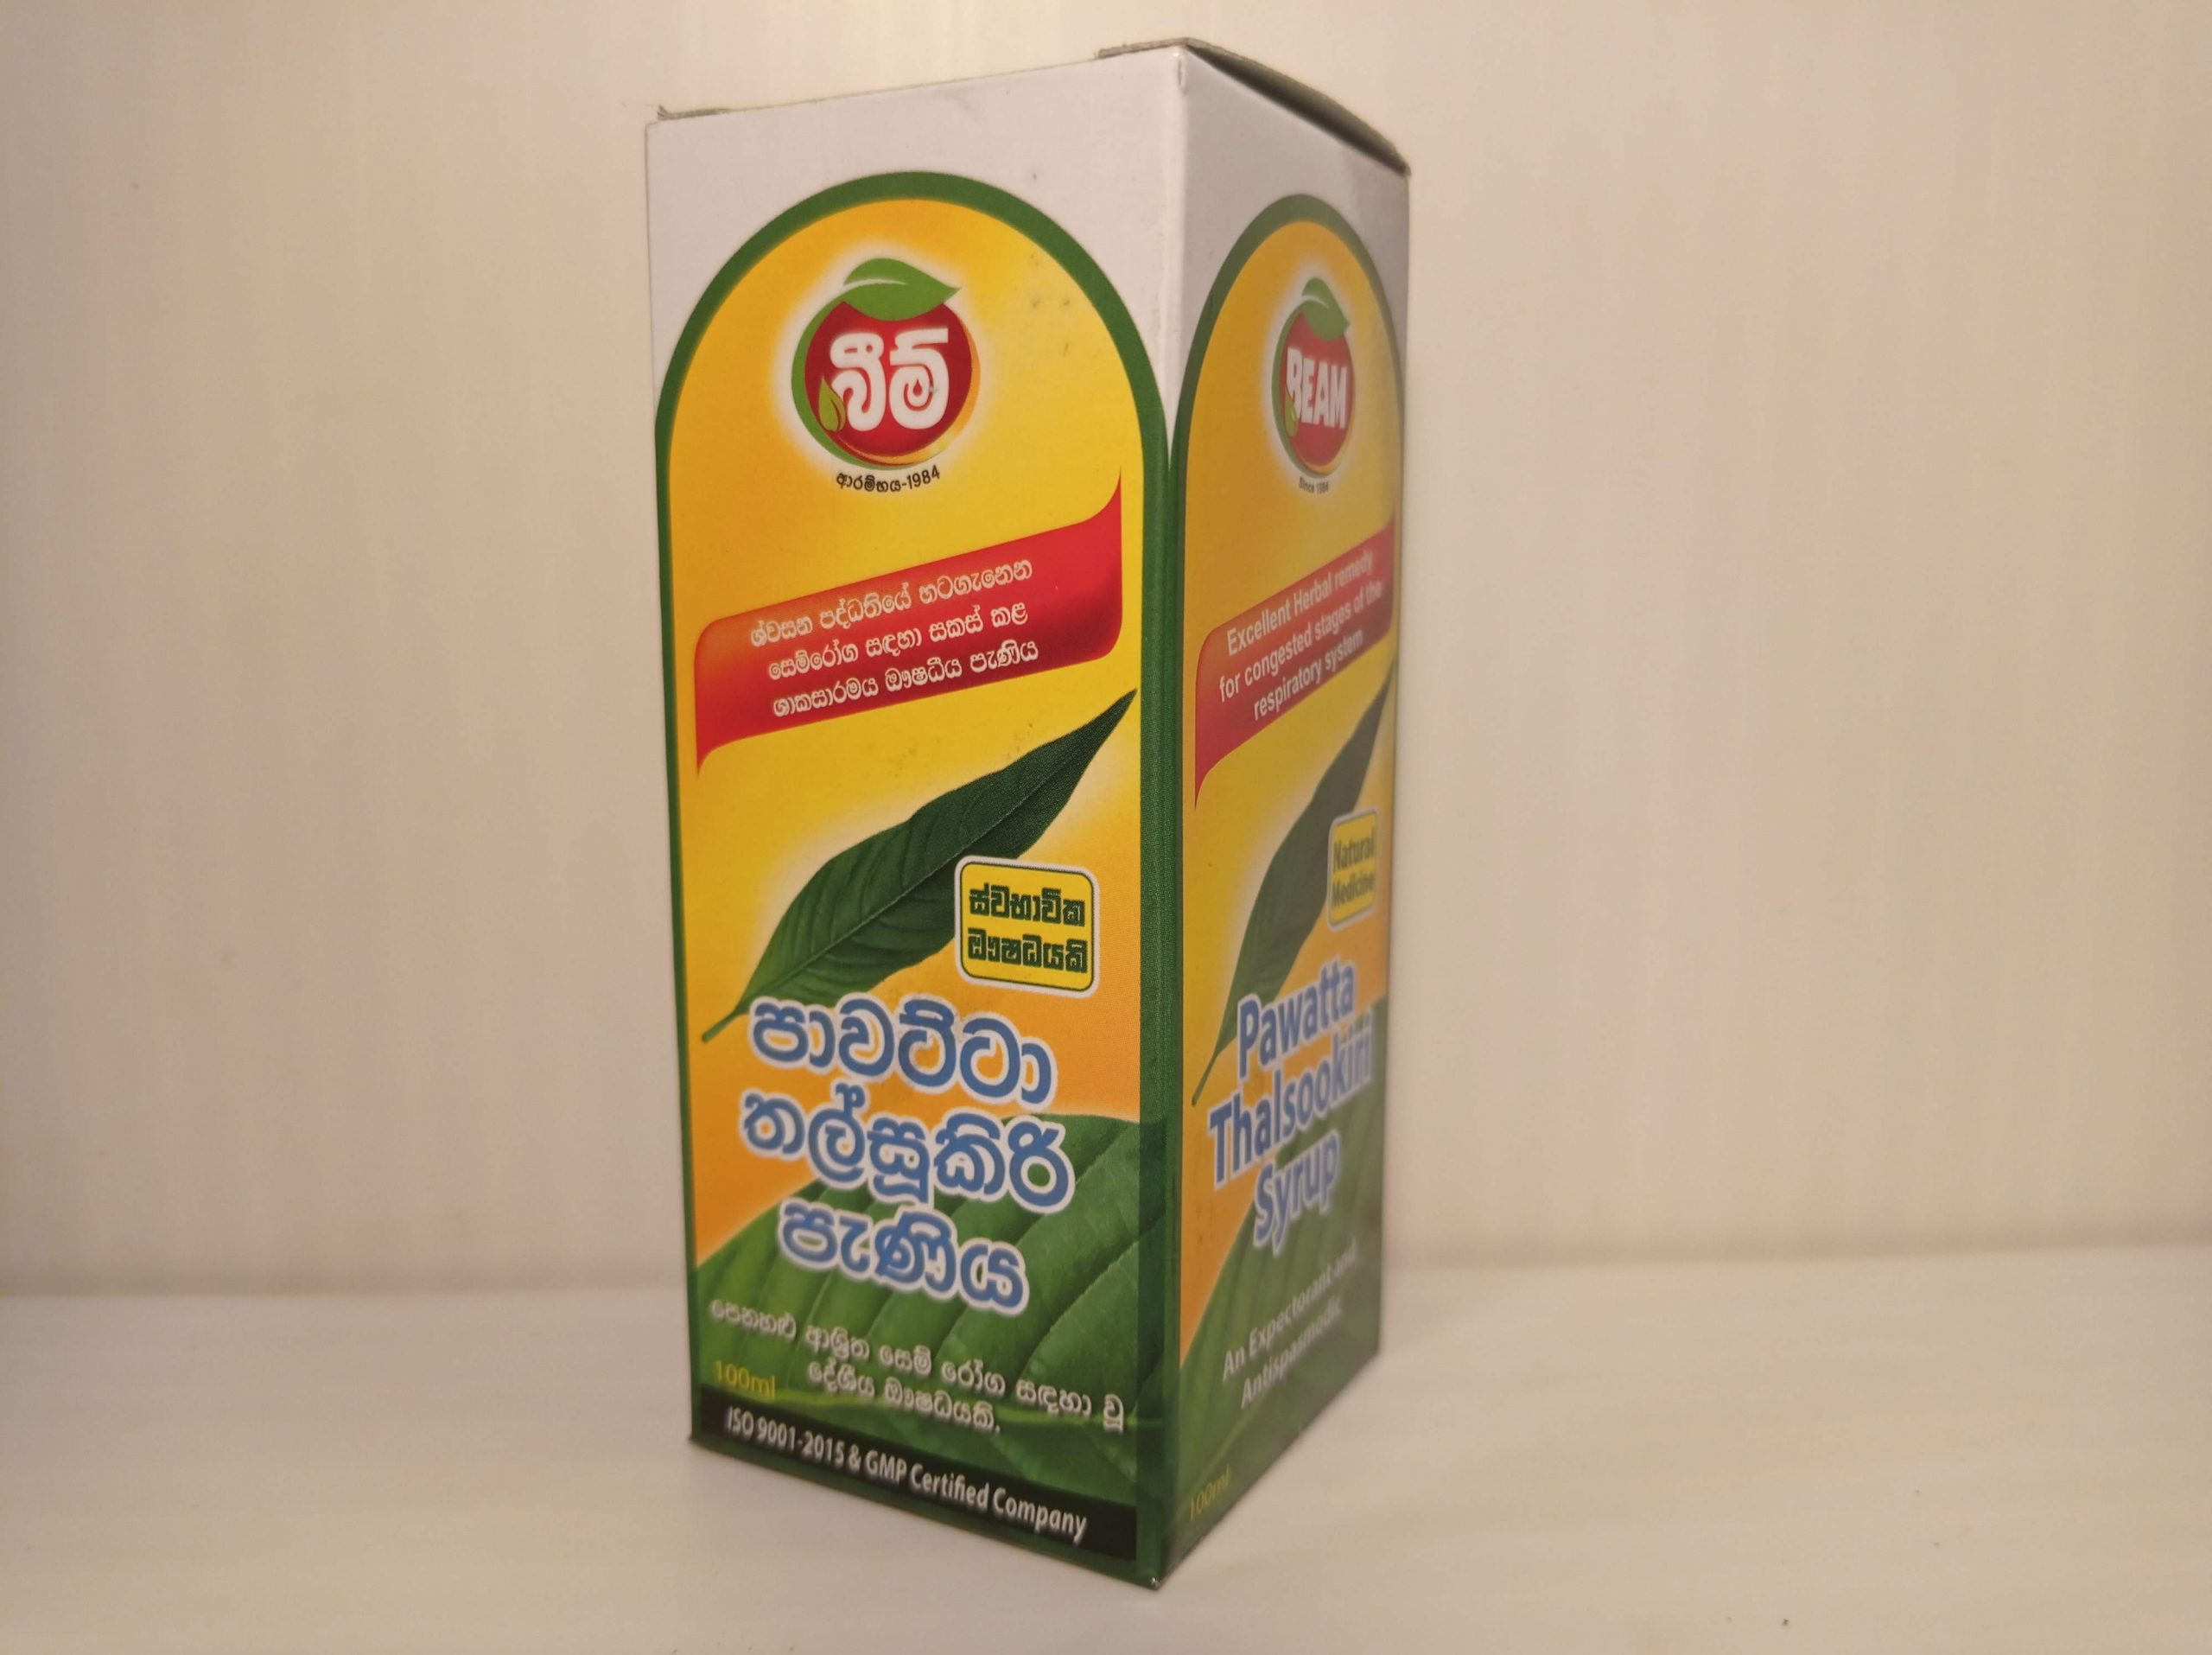 බීම්
ආරම්භය-1984
ශ්වසන පද්ධතියේ හටගැනෙන
සෙම්රෝග සඳහා සකස් කළ
ශාකසාරමය ඖෂධීය පැණිය
ස්වභාවික
ඖෂධයකි
පාවට්ටා
තල්සූකිරි
පැණිය
පෙනහළු ආශ්‍රිත සෙම් රෝග සඳහා වූ
දේශීය ඖෂධයකි.
100ml
ISO 9001-2015 & GMP Certified Company
BEAM
Since 1984
Excellent Herbal remedy
for congested stages of the
respiratory system
Natural
Medicine
Pawatta
Thalsookiri
Syrup
An Expectorant and
Antispasmodic
100ml